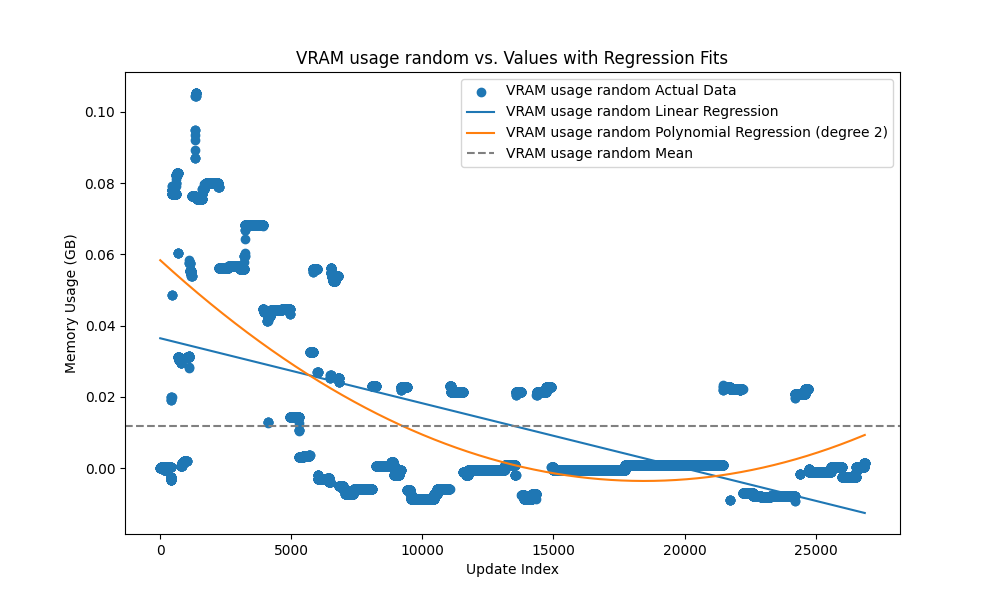 VRAM usage random vs. Values with Regression Fits
VRAM usage random Actual Data
VRAM usage random Linear Regression
VRAM usage random Polynomial Regression (degree 2)
VRAM usage random Mean
Memory Usage (GB)
0.10
0.08
0.06
0.04
0.02
0.00
0 5000 10000 15000 20000 25000
Update Index